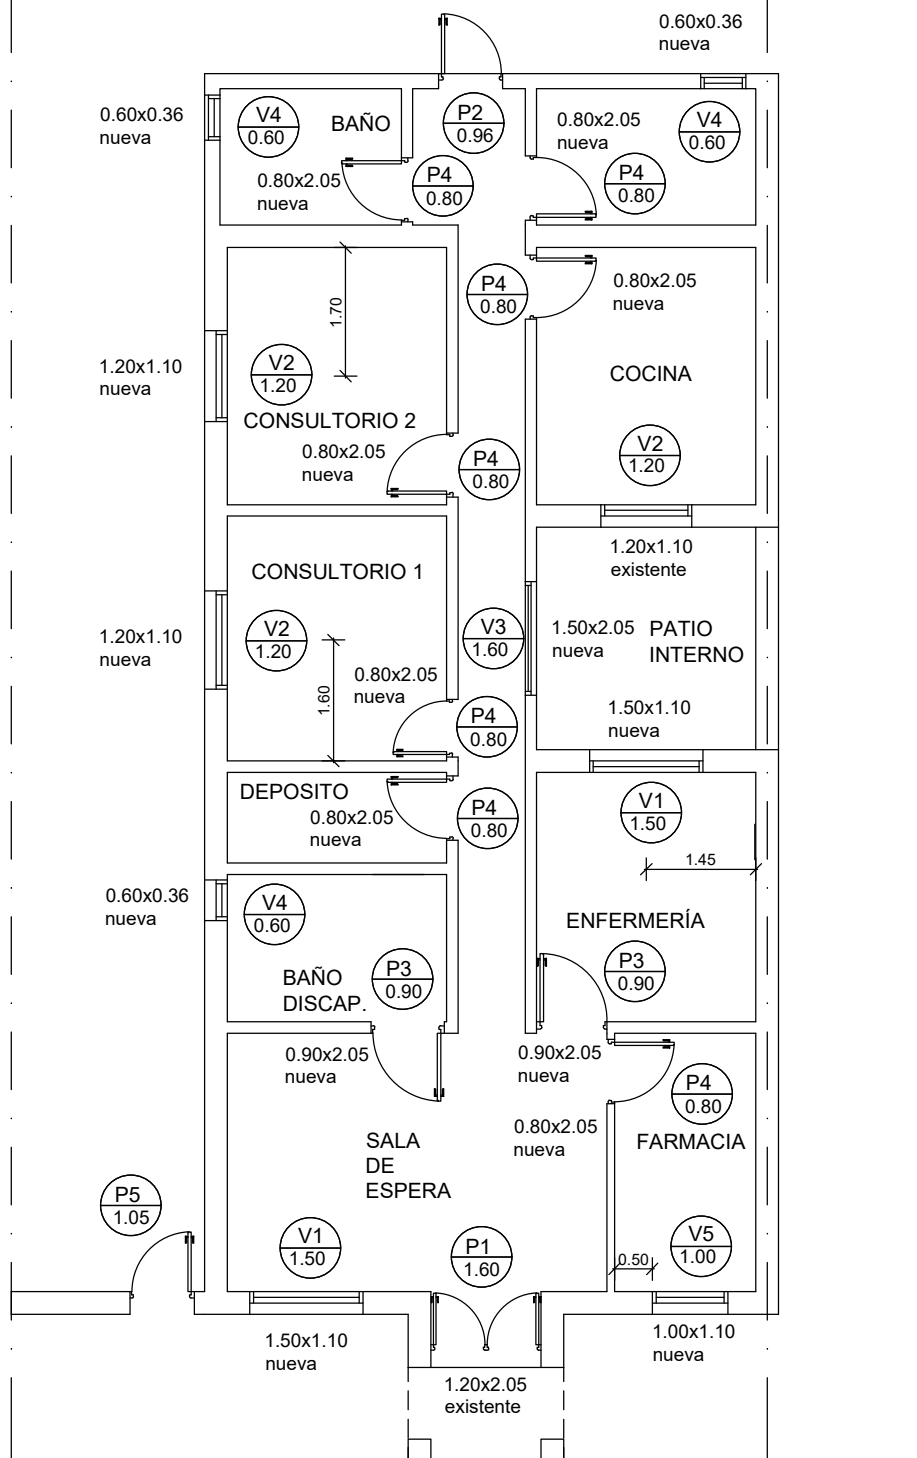 0.60x0.36
nueva
0.60x0.36
nueva
V4
0.60
BAÑO
P2
0.96
0.80x2.05
nueva
V4
0.60
0.80x2.05
nueva
P4
0.80
P4
0.80
P4
0.80
0.80x2.05
nueva
1.70
1.20x1.10
nueva
V2
1.20
COCINA
CONSULTORIO 2
0.80x2.05
nueva
P4
0.80
V2
1.20
1.20x1.10
existente
CONSULTORIO 1
1.20x1.10
nueva
V2
1.20
V3
1.60
1.50x2.05
nueva
PATIO
INTERNO
1.60
0.80x2.05
nueva
P4
0.80
1.50x1.10
nueva
DEPOSITO
0.80x2.05
nueva
P4
0.80
V1
1.50
1.45
0.60x0.36
nueva
V4
0.60
ENFERMERÍA
BAÑO
DISCAP.
P3
0.90
P3
0.90
0.90x2.05
nueva
0.90x2.05
nueva
P4
0.80
0.80x2.05
nueva
SALA
DE
ESPERA
FARMACIA
P5
1.05
V1
1.50
P1
1.60
V5
1.00
0.50
1.50x1.10
nueva
1.00x1.10
nueva
1.20x2.05
existente